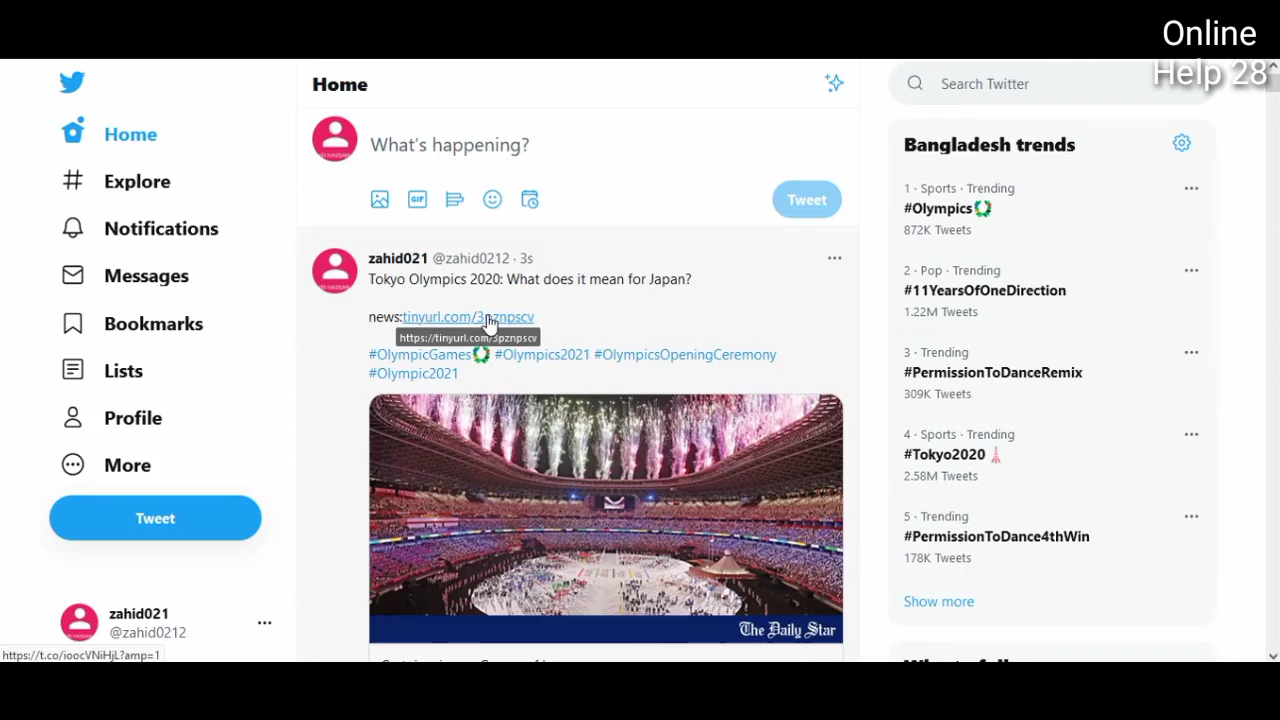 Online
Help 28
Home
Explore
Notifications
Messages
Bookmarks
Lists
Profile
More
Tweet
zahid021
@zahid0212
https://t.co/ioocVNiHjL?amp=1
Home
What's happening?
GIF
Tweet
zahid021 @zahid0212 · 3s
Tokyo Olympics 2020: What does it mean for Japan?
news:tinyurl.com/3pznpscv
https://tinyurl.com/3pznpscv
#OlympicGames #Olympics2021 #OlympicsOpeningCeremony
#Olympic2021
The Daily Star
Search Twitter
Bangladesh trends
1 · Sports · Trending
#Olympics
872K Tweets
2 · Pop · Trending
#11YearsOfOneDirection
1.22M Tweets
3 · Trending
#PermissionToDanceRemix
309K Tweets
4 · Sports · Trending
#Tokyo2020
2.58M Tweets
5 · Trending
#PermissionToDance4thWin
178K Tweets
Show more